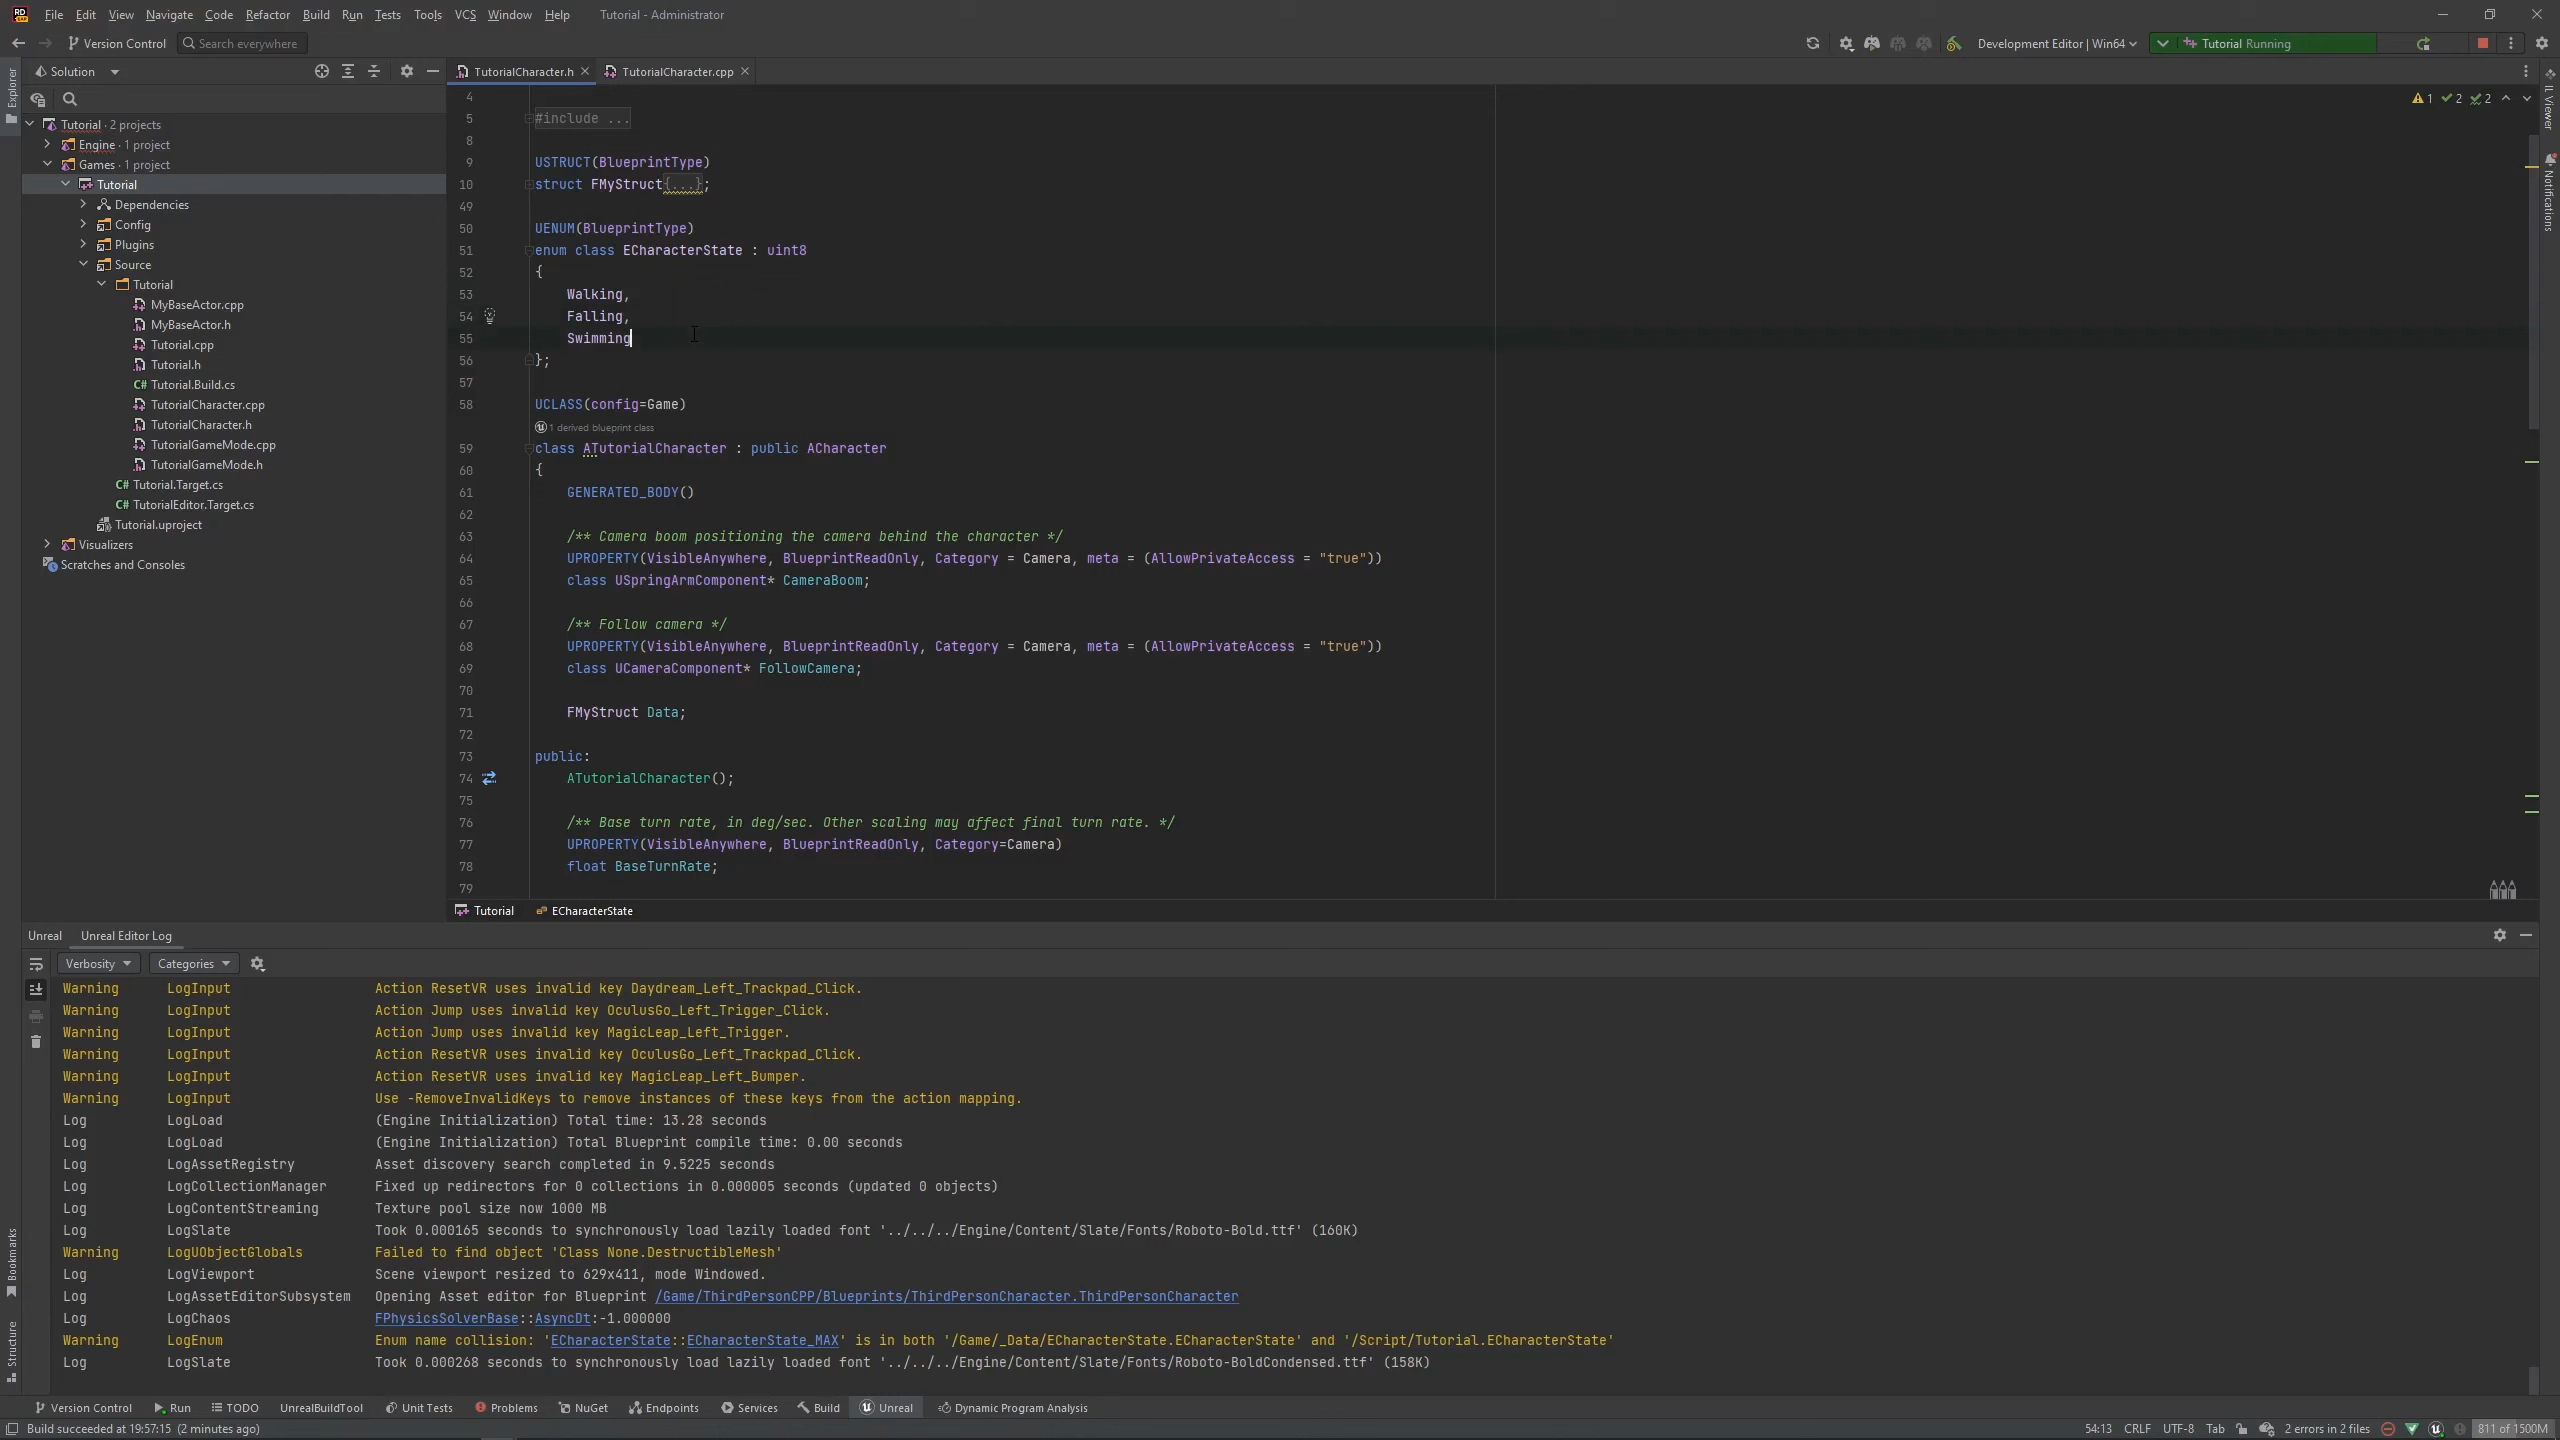 File Edit View Navigate Code Refactor Build Run Tests Tools VCS Window Help Tutorial - Administrator
Version Control Search everywhere Development Editor | Win64 Tutorial Running
Explorer
Solution
TutorialCharacter.h TutorialCharacter.cpp
Tutorial · 2 projects
Engine · 1 project
Games · 1 project
Tutorial
Dependencies
Config
Plugins
Source
Tutorial
MyBaseActor.cpp
MyBaseActor.h
Tutorial.cpp
Tutorial.h
C# Tutorial.Build.cs
TutorialCharacter.cpp
TutorialCharacter.h
TutorialGameMode.cpp
TutorialGameMode.h
C# Tutorial.Target.cs
C# TutorialEditor.Target.cs
Tutorial.uproject
Visualizers
Scratches and Consoles
1 2 2
IL Viewer
Notifications
4
5 #include ...
8
9 USTRUCT(BlueprintType)
10 struct FMyStruct{...};
49
50 UENUM(BlueprintType)
51 enum class ECharacterState : uint8
52 {
53 Walking,
54 Falling,
55 Swimming
56 };
57
58 UCLASS(config=Game)
1 derived blueprint class
59 class ATutorialCharacter : public ACharacter
60 {
61 GENERATED_BODY()
62
63 /** Camera boom positioning the camera behind the character */
64 UPROPERTY(VisibleAnywhere, BlueprintReadOnly, Category = Camera, meta = (AllowPrivateAccess = "true"))
65 class USpringArmComponent* CameraBoom;
66
67 /** Follow camera */
68 UPROPERTY(VisibleAnywhere, BlueprintReadOnly, Category = Camera, meta = (AllowPrivateAccess = "true"))
69 class UCameraComponent* FollowCamera;
70
71 FMyStruct Data;
72
73 public:
74 ATutorialCharacter();
75
76 /** Base turn rate, in deg/sec. Other scaling may affect final turn rate. */
77 UPROPERTY(VisibleAnywhere, BlueprintReadOnly, Category=Camera)
78 float BaseTurnRate;
79
Tutorial ECharacterState
Unreal Unreal Editor Log
Verbosity Categories
Warning LogInput Action ResetVR uses invalid key Daydream_Left_Trackpad_Click.
Warning LogInput Action Jump uses invalid key OculusGo_Left_Trigger_Click.
Warning LogInput Action Jump uses invalid key MagicLeap_Left_Trigger.
Warning LogInput Action ResetVR uses invalid key OculusGo_Left_Trackpad_Click.
Warning LogInput Action ResetVR uses invalid key MagicLeap_Left_Bumper.
Warning LogInput Use -RemoveInvalidKeys to remove instances of these keys from the action mapping.
Log LogLoad (Engine Initialization) Total time: 13.28 seconds
Log LogLoad (Engine Initialization) Total Blueprint compile time: 0.00 seconds
Log LogAssetRegistry Asset discovery search completed in 9.5225 seconds
Log LogCollectionManager Fixed up redirectors for 0 collections in 0.000005 seconds (updated 0 objects)
Log LogContentStreaming Texture pool size now 1000 MB
Log LogSlate Took 0.000165 seconds to synchronously load lazily loaded font '../../../Engine/Content/Slate/Fonts/Roboto-Bold.ttf' (160K)
Warning LogUObjectGlobals Failed to find object 'Class None.DestructibleMesh'
Log LogViewport Scene viewport resized to 629x411, mode Windowed.
Log LogAssetEditorSubsystem Opening Asset editor for Blueprint /Game/ThirdPersonCPP/Blueprints/ThirdPersonCharacter.ThirdPersonCharacter
Log LogChaos FPhysicsSolverBase::AsyncDt:-1.000000
Warning LogEnum Enum name collision: 'ECharacterState::ECharacterState_MAX' is in both '/Game/_Data/ECharacterState.ECharacterState' and '/Script/Tutorial.ECharacterState'
Log LogSlate Took 0.000268 seconds to synchronously load lazily loaded font '../../../Engine/Content/Slate/Fonts/Roboto-BoldCondensed.ttf' (158K)
Bookmarks
Structure
Version Control Run TODO UnrealBuildTool Unit Tests Problems NuGet Endpoints Services Build Unreal Dynamic Program Analysis
Build succeeded at 19:57:15 (2 minutes ago) 54:13 CRLF UTF-8 Tab 2 errors in 2 files 811 of 1500M